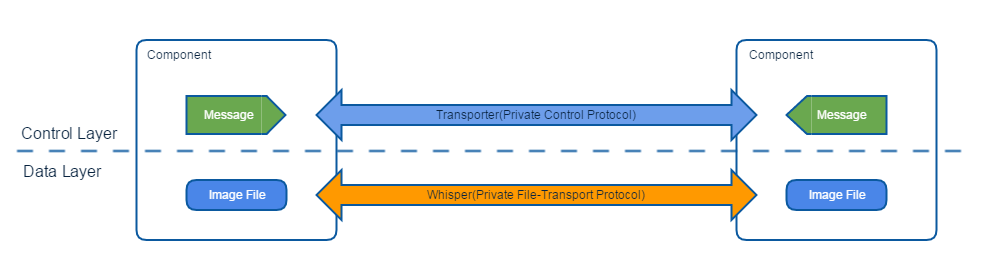 Component
Component
Message
Transporter(Private Control Protocol)
Message
Control Layer
Data Layer
Image File
Whisper(Private File-Transport Protocol)
Image File